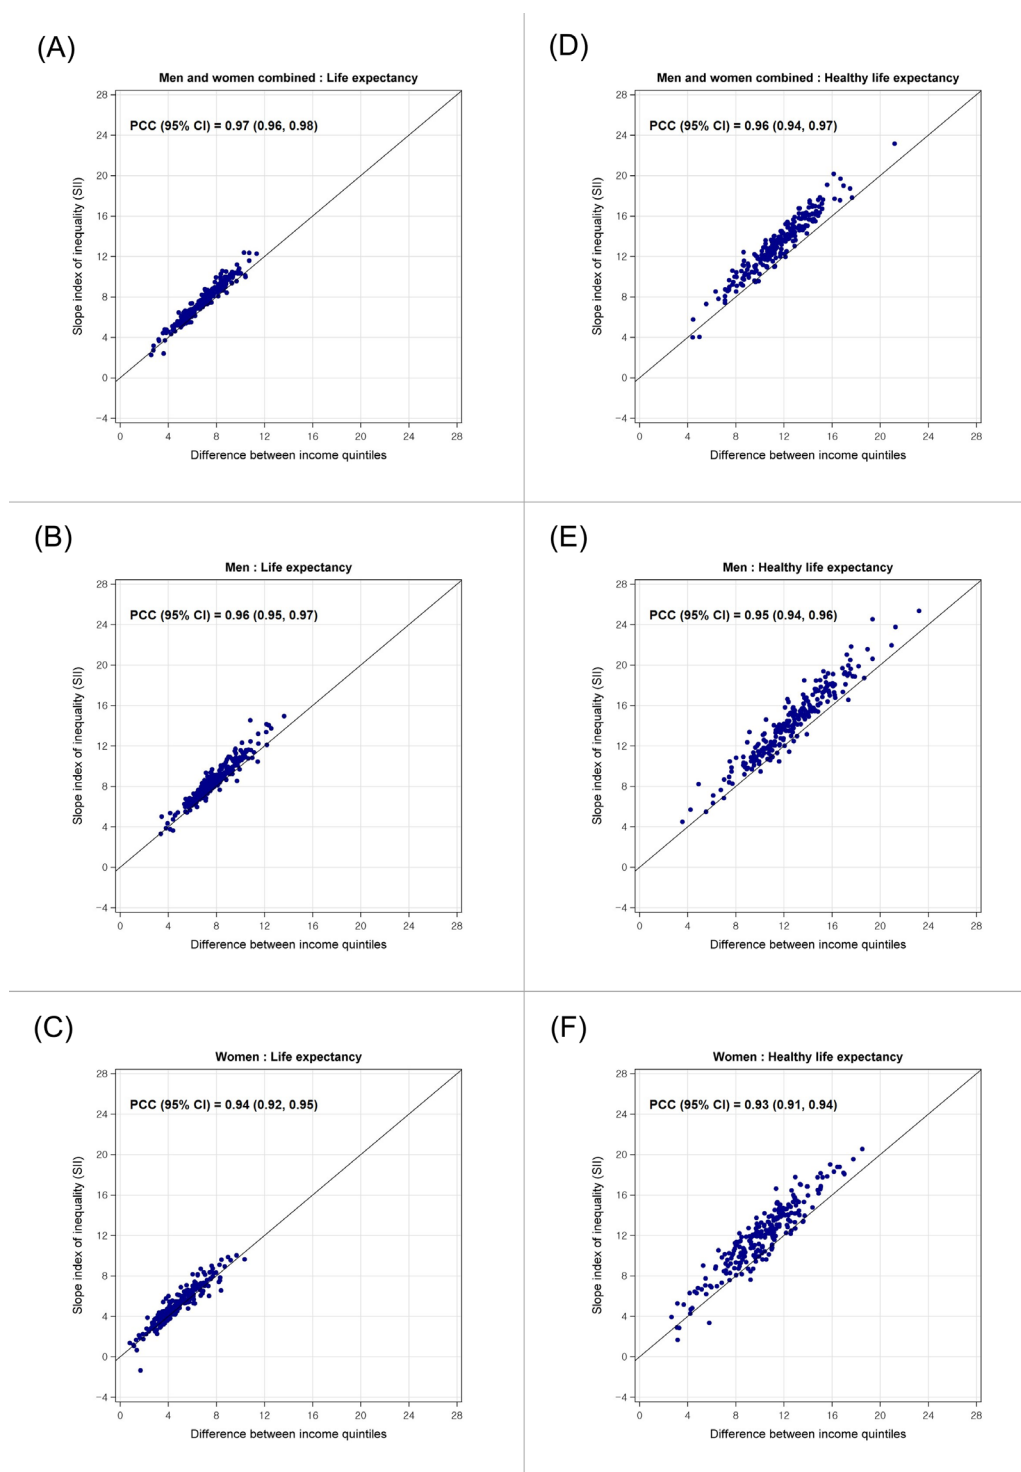 (A)
Men and women combined : Life expectancy
PCC (95% CI) = 0.97 (0.96, 0.98)
Slope index of inequality (SII)
28
24
20
16
12
8
4
0
−4
0 4 8 12 16 20 24 28
Difference between income quintiles
(D)
Men and women combined : Healthy life expectancy
PCC (95% CI) = 0.96 (0.94, 0.97)
Slope index of inequality (SII)
28
24
20
16
12
8
4
0
−4
0 4 8 12 16 20 24 28
Difference between income quintiles
(B)
Men : Life expectancy
PCC (95% CI) = 0.96 (0.95, 0.97)
Slope index of inequality (SII)
28
24
20
16
12
8
4
0
−4
0 4 8 12 16 20 24 28
Difference between income quintiles
(E)
Men : Healthy life expectancy
PCC (95% CI) = 0.95 (0.94, 0.96)
Slope index of inequality (SII)
28
24
20
16
12
8
4
0
−4
0 4 8 12 16 20 24 28
Difference between income quintiles
(C)
Women : Life expectancy
PCC (95% CI) = 0.94 (0.92, 0.95)
Slope index of inequality (SII)
28
24
20
16
12
8
4
0
−4
0 4 8 12 16 20 24 28
Difference between income quintiles
(F)
Women : Healthy life expectancy
PCC (95% CI) = 0.93 (0.91, 0.94)
Slope index of inequality (SII)
28
24
20
16
12
8
4
0
−4
0 4 8 12 16 20 24 28
Difference between income quintiles